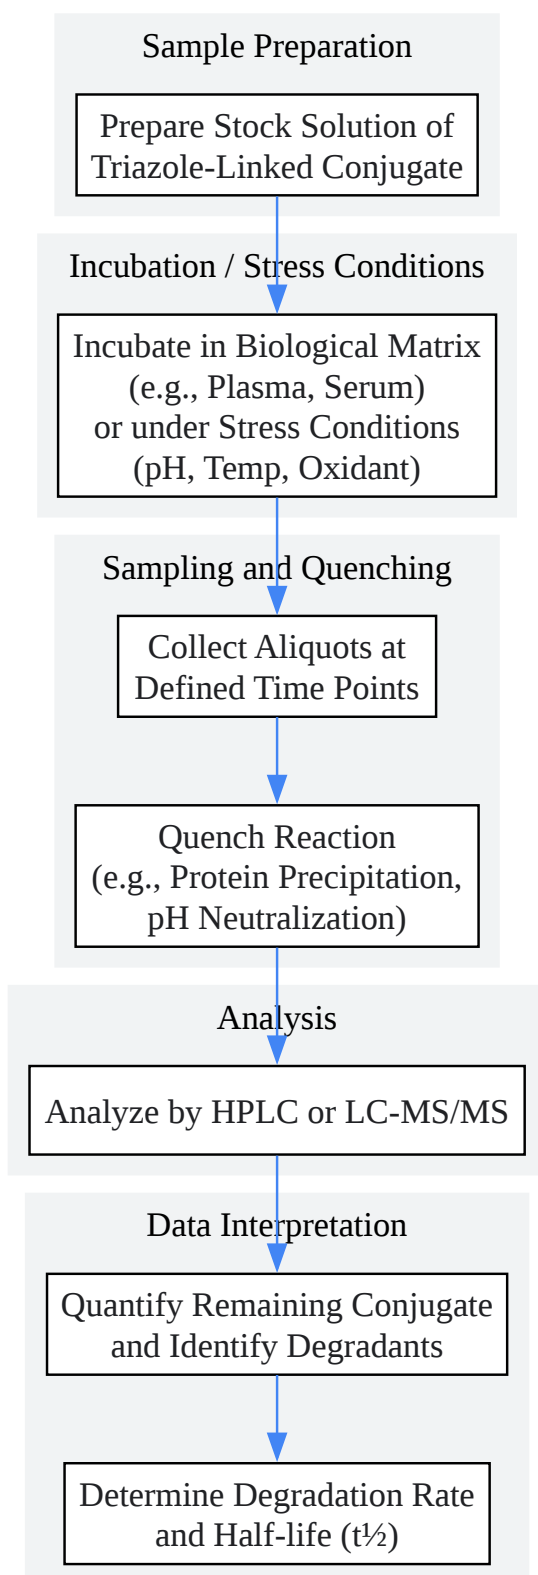 Sample Preparation
Prepare Stock Solution of
Triazole-Linked Conjugate
Incubation / Stress Conditions
Incubate in Biological Matrix
(e.g., Plasma, Serum)
or under Stress Conditions
(pH, Temp, Oxidant)
Sampling and Quenching
Collect Aliquots at
Defined Time Points
Quench Reaction
(e.g., Protein Precipitation,
pH Neutralization)
Analysis
Analyze by HPLC or LC-MS/MS
Data Interpretation
Quantify Remaining Conjugate
and Identify Degradants
Determine Degradation Rate
and Half-life (t½)